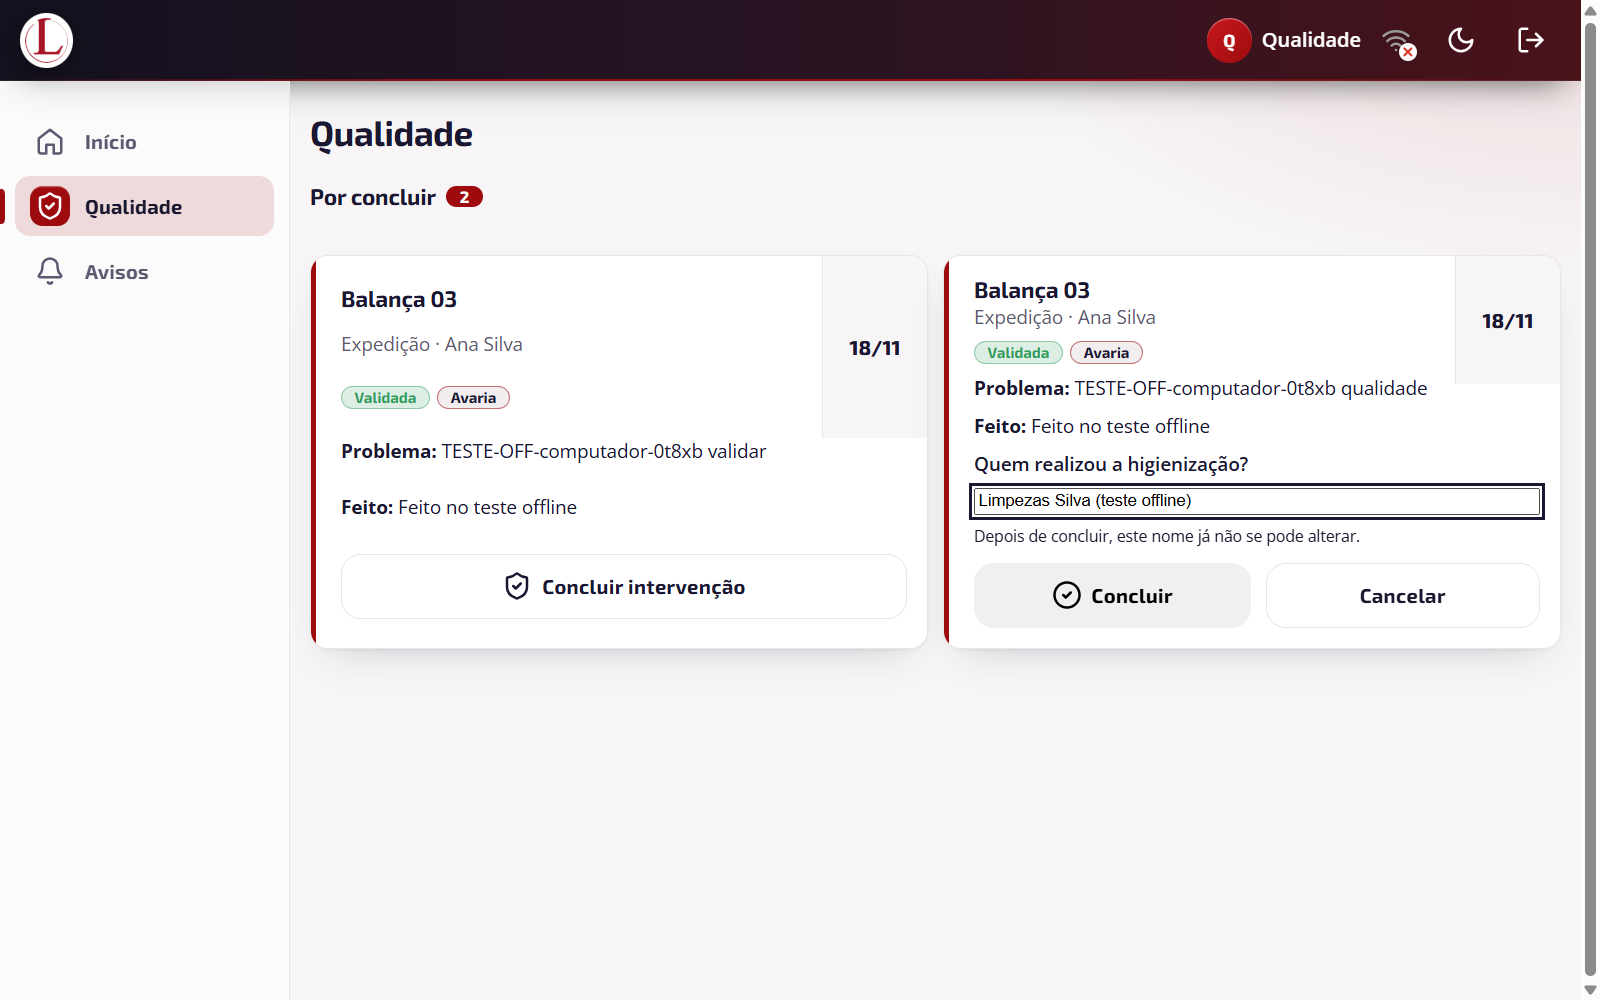 L
Q
Qualidade
Início
Qualidade
Avisos
Qualidade
Por concluir 2
Balança 03
Expedição · Ana Silva
18/11
Validada Avaria
Problema: TESTE-OFF-computador-0t8xb validar
Feito: Feito no teste offline
Concluir intervenção
Balança 03
Expedição · Ana Silva
18/11
Validada Avaria
Problema: TESTE-OFF-computador-0t8xb qualidade
Feito: Feito no teste offline
Quem realizou a higienização?
Limpezas Silva (teste offline)
Depois de concluir, este nome já não se pode alterar.
Concluir
Cancelar